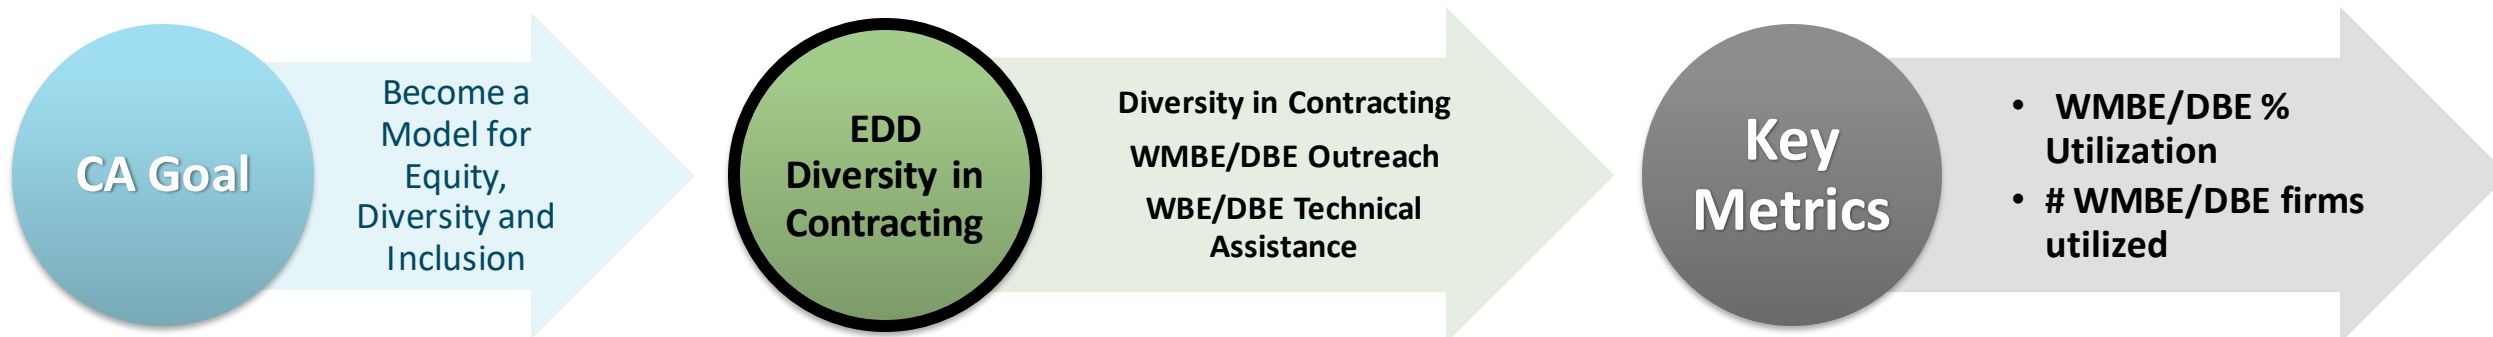 CA Goal
Become a
Model for
Equity,
Diversity and
Inclusion
EDD
Diversity in
Contracting
Diversity in Contracting
WMBE/DBE Outreach
WBE/DBE Technical
Assistance
Key
Metrics
• WMBE/DBE %
Utilization
• # WMBE/DBE firms
utilized